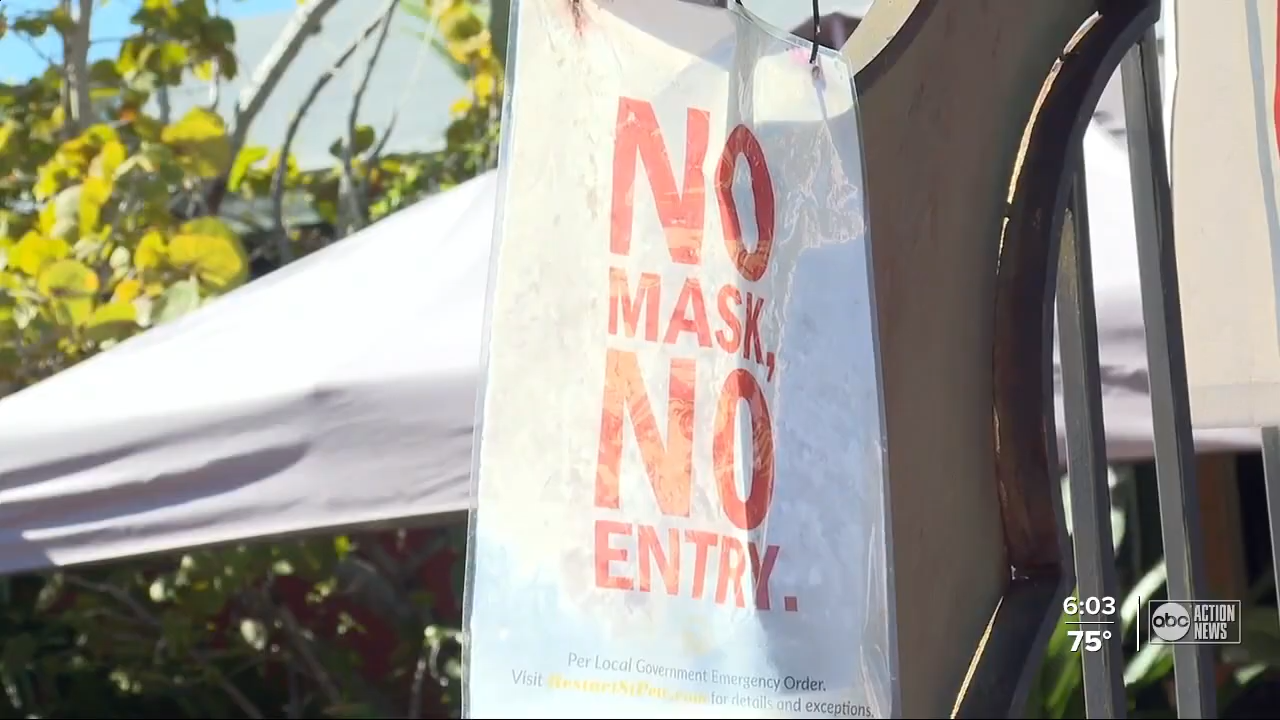 NO
MASK,
NO
ENTRY.
Per Local Government Emergency Order.
Visit RestartStPete.com for details and exceptions.
6:03
75°
abc ACTION
NEWS